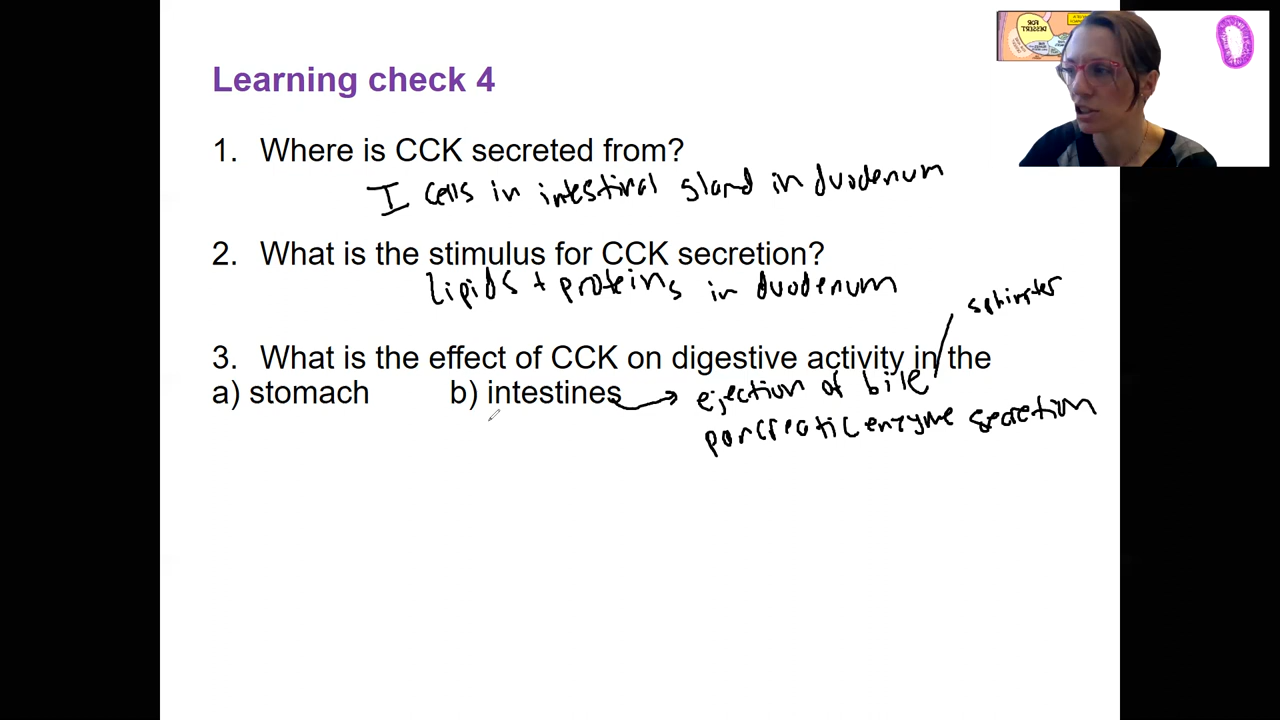 Learning check 4
1. Where is CCK secreted from?
I cells in intestinal gland in duodenum
2. What is the stimulus for CCK secretion?
lipids + proteins in duodenum
sphincter
3. What is the effect of CCK on digestive activity in the
a) stomach b) intestines
ejection of bile
pancreatic enzyme secretion
DESSERT
FOR